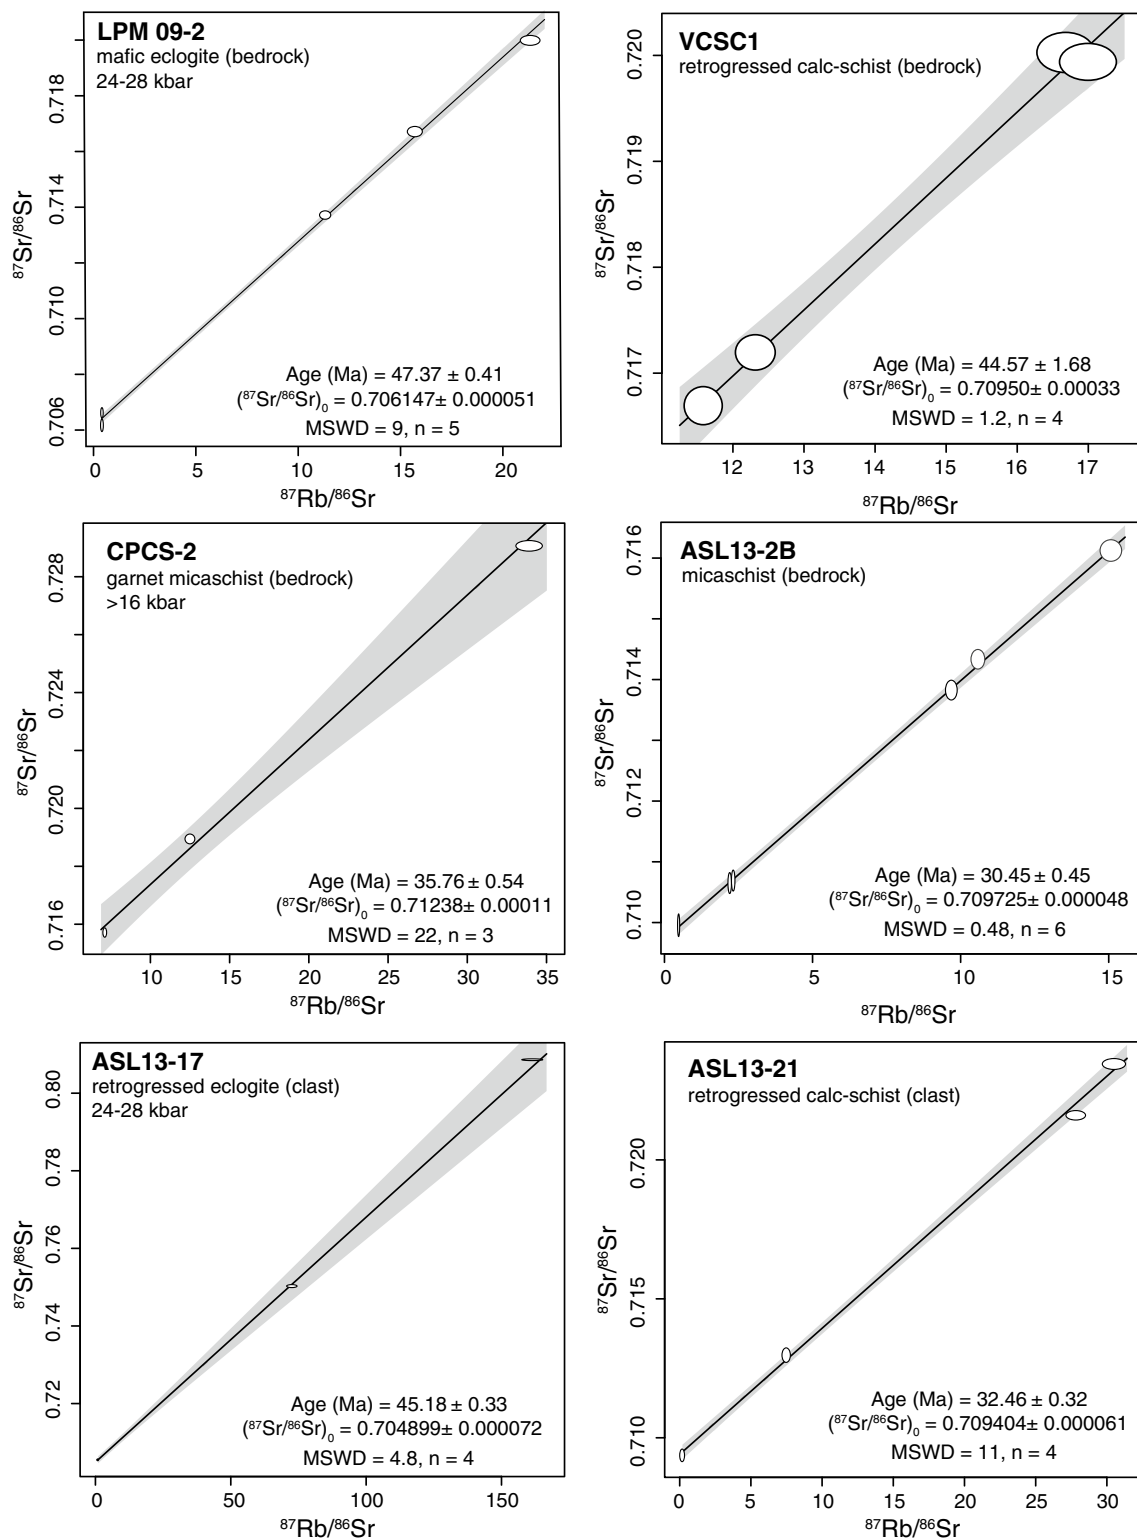 LPM 09-2
mafic eclogite (bedrock)
24-28 kbar
0.718
0.714
0.710
0.706
⁸⁷Sr/⁸⁶Sr
Age (Ma) = 47.37 ± 0.41
(⁸⁷Sr/⁸⁶Sr)₀ = 0.706147± 0.000051
MSWD = 9, n = 5
0 5 10 15 20
⁸⁷Rb/⁸⁶Sr
VCSC1
retrogressed calc-schist (bedrock)
0.720
0.719
0.718
0.717
⁸⁷Sr/⁸⁶Sr
Age (Ma) = 44.57 ± 1.68
(⁸⁷Sr/⁸⁶Sr)₀ = 0.70950± 0.00033
MSWD = 1.2, n = 4
12 13 14 15 16 17
⁸⁷Rb/⁸⁶Sr
CPCS-2
garnet micaschist (bedrock)
>16 kbar
0.728
0.724
0.720
0.716
⁸⁷Sr/⁸⁶Sr
Age (Ma) = 35.76 ± 0.54
(⁸⁷Sr/⁸⁶Sr)₀ = 0.71238± 0.00011
MSWD = 22, n = 3
10 15 20 25 30 35
⁸⁷Rb/⁸⁶Sr
ASL13-2B
micaschist (bedrock)
0.716
0.714
0.712
0.710
⁸⁷Sr/⁸⁶Sr
Age (Ma) = 30.45 ± 0.45
(⁸⁷Sr/⁸⁶Sr)₀ = 0.709725± 0.000048
MSWD = 0.48, n = 6
0 5 10 15
⁸⁷Rb/⁸⁶Sr
ASL13-17
retrogressed eclogite (clast)
24-28 kbar
0.80
0.78
0.76
0.74
0.72
⁸⁷Sr/⁸⁶Sr
Age (Ma) = 45.18 ± 0.33
(⁸⁷Sr/⁸⁶Sr)₀ = 0.704899± 0.000072
MSWD = 4.8, n = 4
0 50 100 150
⁸⁷Rb/⁸⁶Sr
ASL13-21
retrogressed calc-schist (clast)
0.720
0.715
0.710
⁸⁷Sr/⁸⁶Sr
Age (Ma) = 32.46 ± 0.32
(⁸⁷Sr/⁸⁶Sr)₀ = 0.709404± 0.000061
MSWD = 11, n = 4
0 5 10 15 20 25 30
⁸⁷Rb/⁸⁶Sr